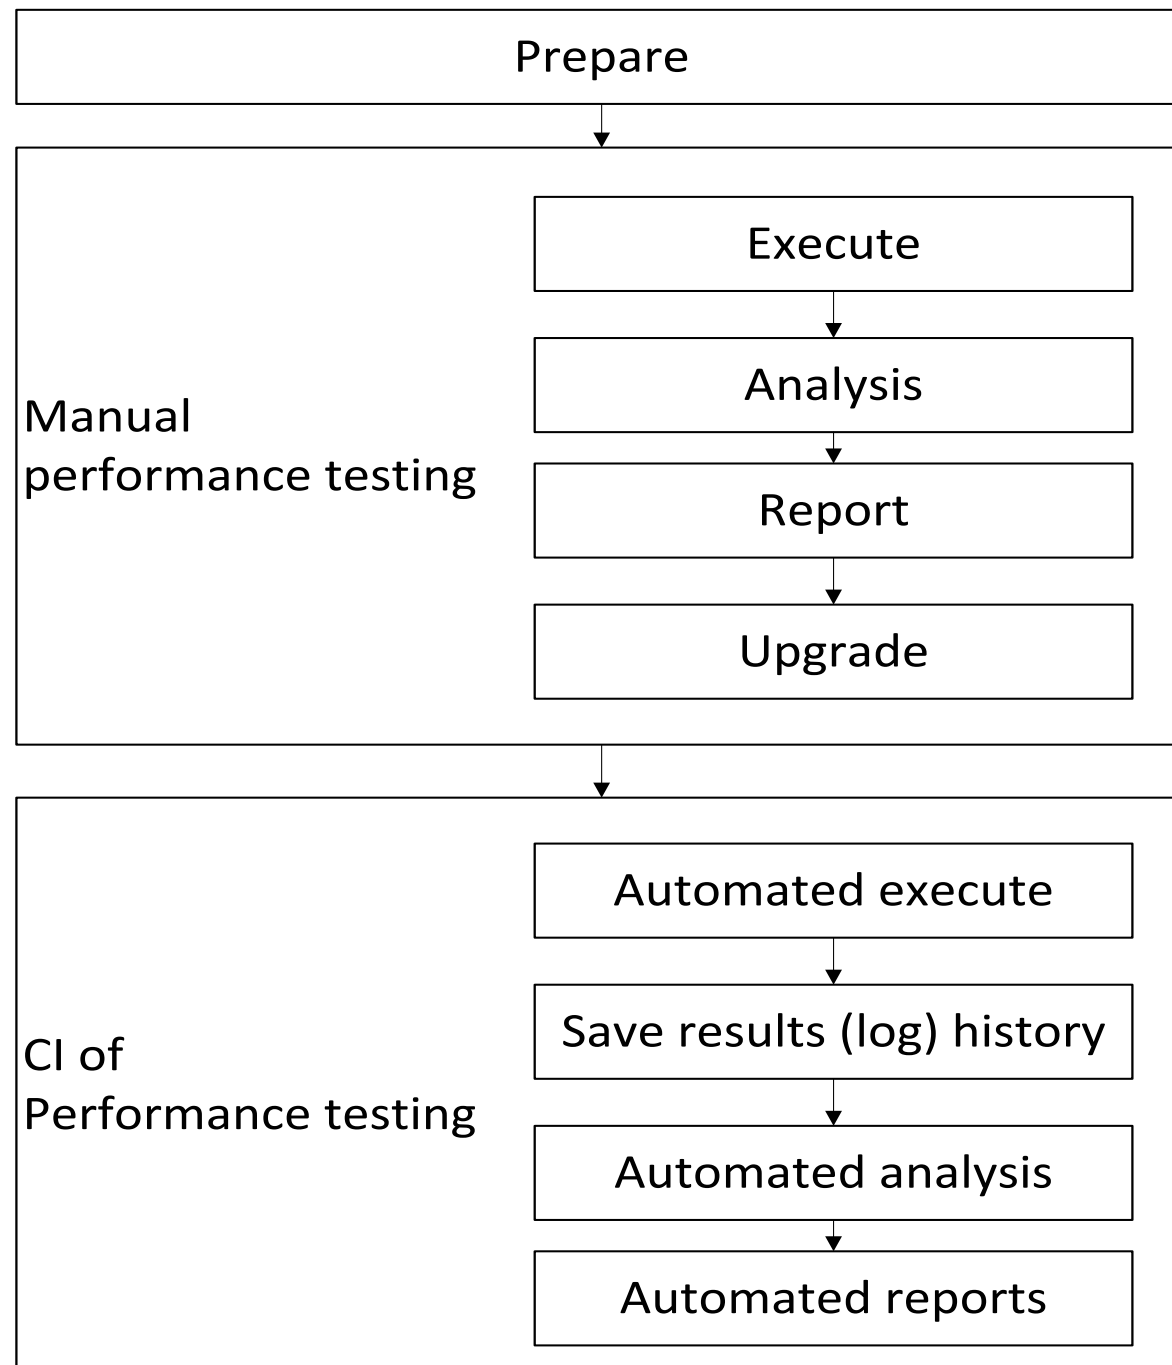 Prepare
Execute
Analysis
Manual
performance testing
Report
Upgrade
Automated execute
Save results (log) history
CI of
Performance testing
Automated analysis
Automated reports